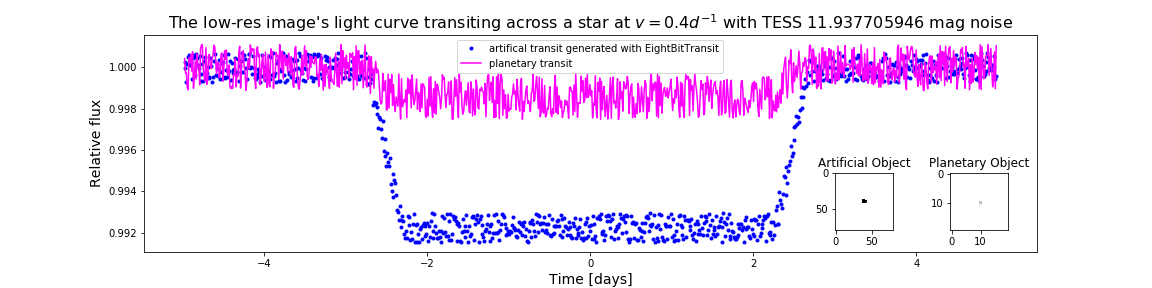 The low-res image's light curve transiting across a star at v = 0.4d⁻¹ with TESS 11.937705946 mag noise
artifical transit generated with EightBitTransit
planetary transit
Relative flux
1.000
0.998
0.996
0.994
0.992
Artificial Object
0
50
0
50
Planetary Object
0
10
0
10
−4
−2
0
2
4
Time [days]